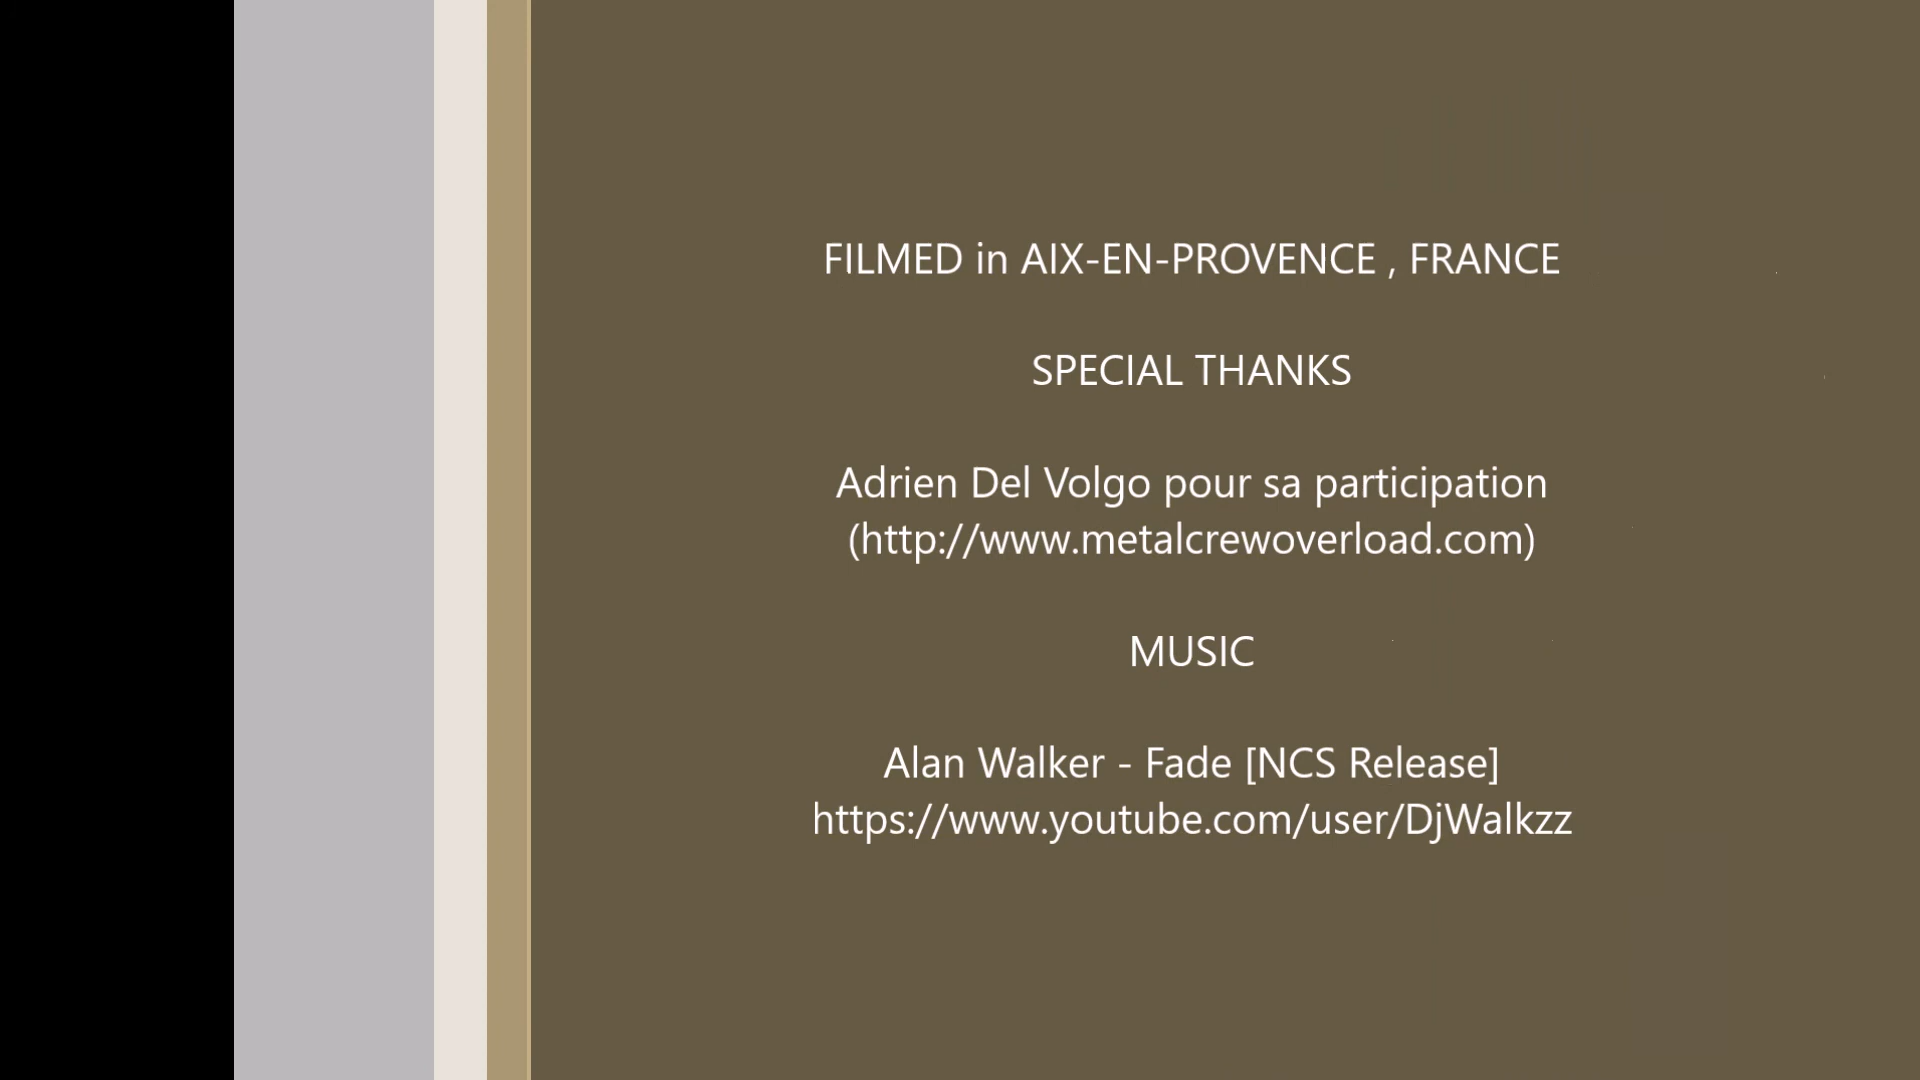 FILMED in AIX-EN-PROVENCE , FRANCE
SPECIAL THANKS
Adrien Del Volgo pour sa participation
(http://www.metalcrewoverload.com)
MUSIC
Alan Walker - Fade [NCS Release]
https://www.youtube.com/user/DjWalkzz